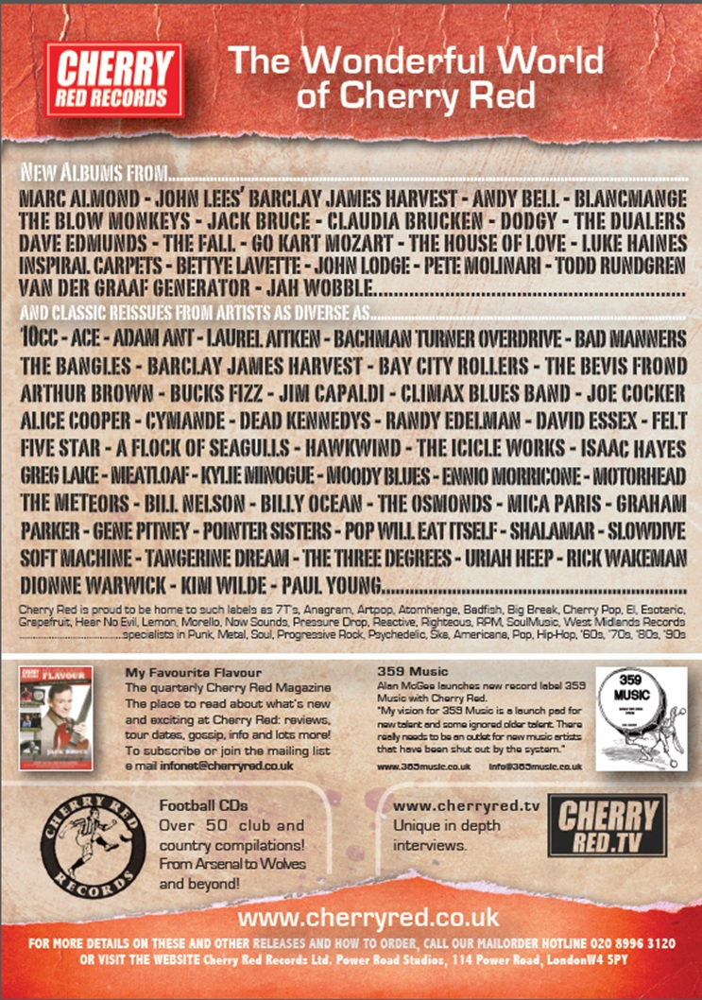 CHERRY
RED RECORDS
The Wonderful World
of Cherry Red
NEW ALBUMS FROM
MARC ALMOND - JOHN LEES' BARCLAY JAMES HARVEST - ANDY BELL - BLANCMANGE
THE BLOW MONKEYS - JACK BRUCE - CLAUDIA BRUCKEN - DODGY - THE DUALERS
DAVE EDMUNDS - THE FALL - GO KART MOZART - THE HOUSE OF LOVE - LUKE HAINES
INSPIRAL CARPETS - BETTYE LAVETTE - JOHN LODGE - PETE MOLINARI - TODD RUNDGREN
VAN DER GRAAF GENERATOR - JAH WOBBLE
AND CLASSIC REISSUES FROM ARTISTS AS DIVERSE AS
'10CC - ACE - ADAM ANT - LAUREL AITKEN - BACHMAN TURNER OVERDRIVE - BAD MANNERS
THE BANGLES - BARCLAY JAMES HARVEST - BAY CITY ROLLERS - THE BEVIS FROND
ARTHUR BROWN - BUCKS FIZZ - JIM CAPALDI - CLIMAX BLUES BAND - JOE COCKER
ALICE COOPER - CYMANDE - DEAD KENNEDYS - RANDY EDELMAN - DAVID ESSEX - FELT
FIVE STAR - A FLOCK OF SEAGULLS - HAWKWIND - THE ICICLE WORKS - ISAAC HAYES
GREG LAKE - MEATLOAF - KYLIE MINOGUE - MOODY BLUES - ENNIO MORRICONE - MOTORHEAD
THE METEORS - BILL NELSON - BILLY OCEAN - THE OSMONDS - MICA PARIS - GRAHAM
PARKER - GENE PITNEY - POINTER SISTERS - POP WILL EAT ITSELF - SHALAMAR - SLOWDIVE
SOFT MACHINE - TANGERINE DREAM - THE THREE DEGREES - URIAH HEEP - RICK WAKEMAN
DIONNE WARWICK - KIM WILDE - PAUL YOUNG
Cherry Red is proud to be home to such labels as 7T's, Anagram, Artpop, Atomhenge, Badfish, Big Break, Cherry Pop, El, Esoteric,
Grapefruit, Hear No Evil, Lemon, Morello, Now Sounds, Pressure Drop, Reactive, Righteous, RPM, SoulMusic, West Midlands Records
specialists in Punk, Metal, Soul, Progressive Rock, Psychedelic, Ska, Americana, Pop, Hip-Hop, '60s, '70s, '80s, '90s
FLAVOUR
JACK BRUCE
My Favourite Flavour
The quarterly Cherry Red Magazine
The place to read about what's new
and exciting at Cherry Red: reviews,
tour dates, gossip, info and lots more!
To subscribe or join the mailing list
e mail infonet@cherryred.co.uk
359 Music
Alan McGee launches new record label 359
Music with Cherry Red.
"My vision for 359 Music is a launch pad for
new talent and some ignored older talent. There
really needs to be an outlet for new music artists
that have been shut out by the system."
www.365music.co.uk info@365music.co.uk
359
MUSIC
CHERRY RED
RECORDS
Football CDs
Over 50 club and
country compilations!
From Arsenal to Wolves
and beyond!
www.cherryred.tv
Unique in depth
interviews.
CHERRY
RED.TV
www.cherryred.co.uk
FOR MORE DETAILS ON THESE AND OTHER RELEASES AND HOW TO ORDER, CALL OUR MAILORDER HOTLINE 020 8996 3120
OR VISIT THE WEBSITE Cherry Red Records Ltd. Power Road Studios, 114 Power Road, LondonW4 5PY